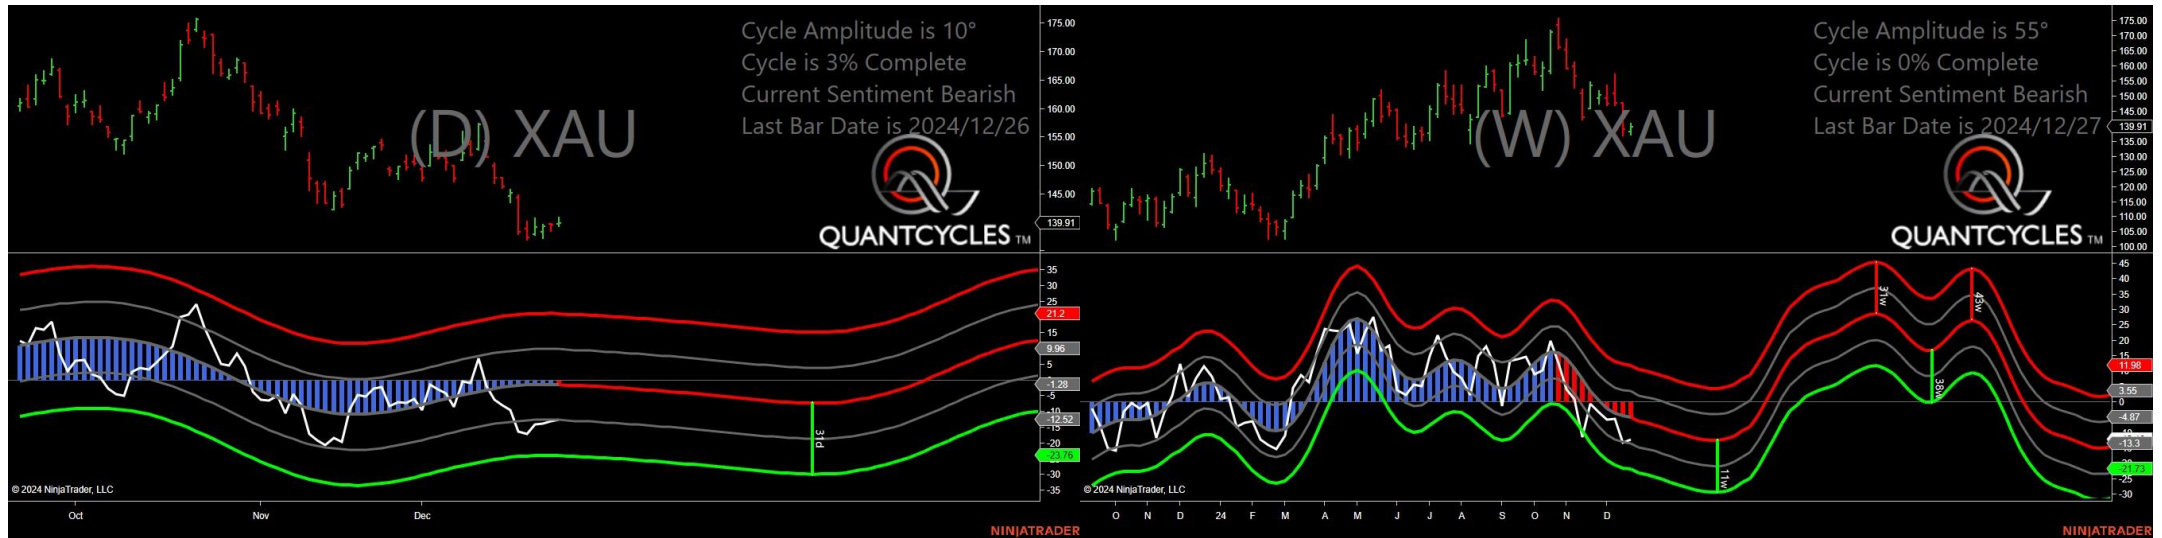 Cycle Amplitude is 10°
Cycle is 3% Complete
Current Sentiment Bearish
Last Bar Date is 2024/12/26
(D) XAU
QUANTCYCLES TM
175.00
170.00
165.00
160.00
155.00
150.00
145.00
139.91
35
30
25
21.2
15
9.96
5
-1.28
-5
-12.52
-15
-20
-23.76
-30
-35
31d
© 2024 NinjaTrader, LLC
Oct Nov Dec
NINJATRADER
Cycle Amplitude is 55°
Cycle is 0% Complete
Current Sentiment Bearish
Last Bar Date is 2024/12/27
(W) XAU
QUANTCYCLES TM
175.00
170.00
165.00
160.00
155.00
150.00
145.00
139.91
135.00
130.00
125.00
120.00
115.00
110.00
105.00
100.00
45
40
35
30
25
20
15
11.98
3.55
0
-4.87
-13.3
-21.73
-30
31w
43w
38w
11w
© 2024 NinjaTrader, LLC
O N D 24 F M A M J J A S O N D
NINJATRADER